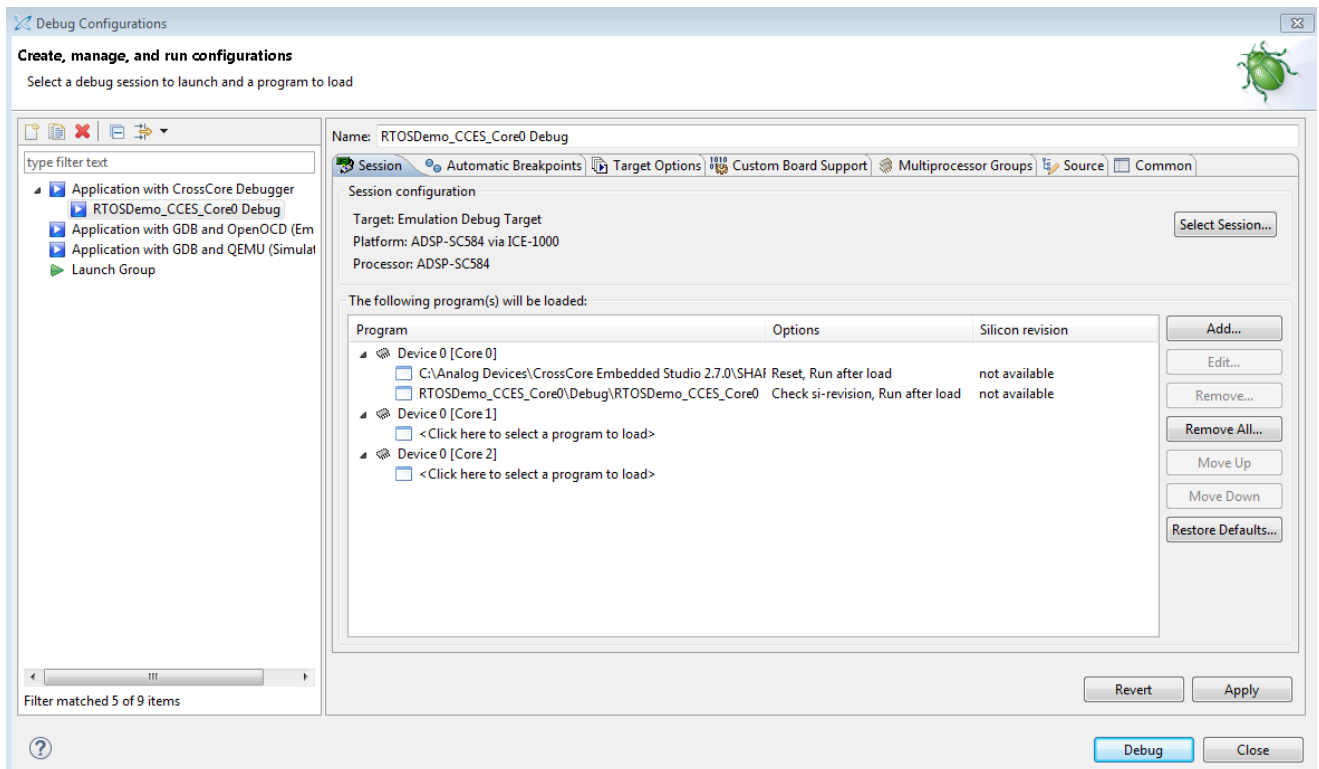 Debug Configurations
Create, manage, and run configurations
Select a debug session to launch and a program to load
type filter text
Application with CrossCore Debugger
RTOSDemo_CCES_Core0 Debug
Application with GDB and OpenOCD (Em
Application with GDB and QEMU (Simulat
Launch Group
Filter matched 5 of 9 items
Name: RTOSDemo_CCES_Core0 Debug
Session Automatic Breakpoints Target Options Custom Board Support Multiprocessor Groups Source Common
Session configuration
Target: Emulation Debug Target
Platform: ADSP-SC584 via ICE-1000
Processor: ADSP-SC584
Select Session...
The following program(s) will be loaded:
Program Options Silicon revision
Device 0 [Core 0]
C:\Analog Devices\CrossCore Embedded Studio 2.7.0\SHAR Reset, Run after load not available
RTOSDemo_CCES_Core0\Debug\RTOSDemo_CCES_Core0 Check si-revision, Run after load not available
Device 0 [Core 1]
<Click here to select a program to load>
Device 0 [Core 2]
<Click here to select a program to load>
Add...
Edit...
Remove...
Remove All...
Move Up
Move Down
Restore Defaults...
Revert Apply
Debug Close